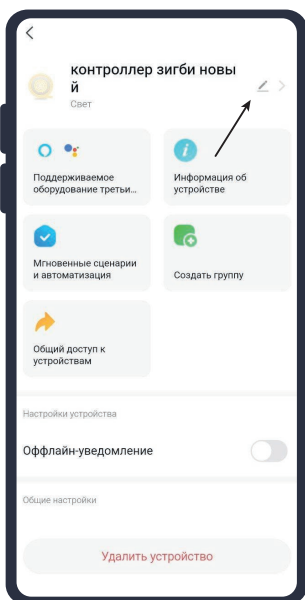 контроллер зигби новы
й
Свет
Поддерживаемое
оборудование третьи...
Информация об
устройстве
Мгновенные сценарии
и автоматизация
Создать группу
Общий доступ к
устройствам
Настройки устройства
Оффлайн-уведомление
Общие настройки
Удалить устройство